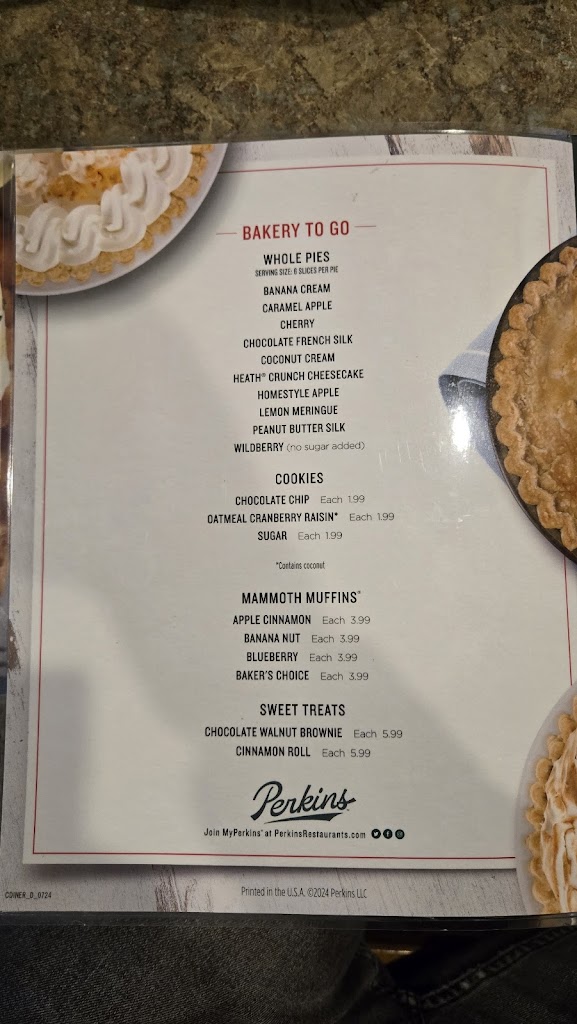 BAKERY TO GO
WHOLE PIES
SERVING SIZE: 6 SLICES PER PIE
BANANA CREAM
CARAMEL APPLE
CHERRY
CHOCOLATE FRENCH SILK
COCONUT CREAM
HEATH® CRUNCH CHEESECAKE
HOMESTYLE APPLE
LEMON MERINGUE
PEANUT BUTTER SILK
WILDBERRY (no sugar added)
COOKIES
CHOCOLATE CHIP Each 1.99
OATMEAL CRANBERRY RAISIN* Each 1.99
SUGAR Each 1.99
*Contains coconut
MAMMOTH MUFFINS®
APPLE CINNAMON Each 3.99
BANANA NUT Each 3.99
BLUEBERRY Each 3.99
BAKER'S CHOICE Each 3.99
SWEET TREATS
CHOCOLATE WALNUT BROWNIE Each 5.99
CINNAMON ROLL Each 5.99
Perkins
Join MyPerkins® at PerkinsRestaurants.com
CDINER_D_0724
Printed in the U.S.A. ©2024 Perkins LLC